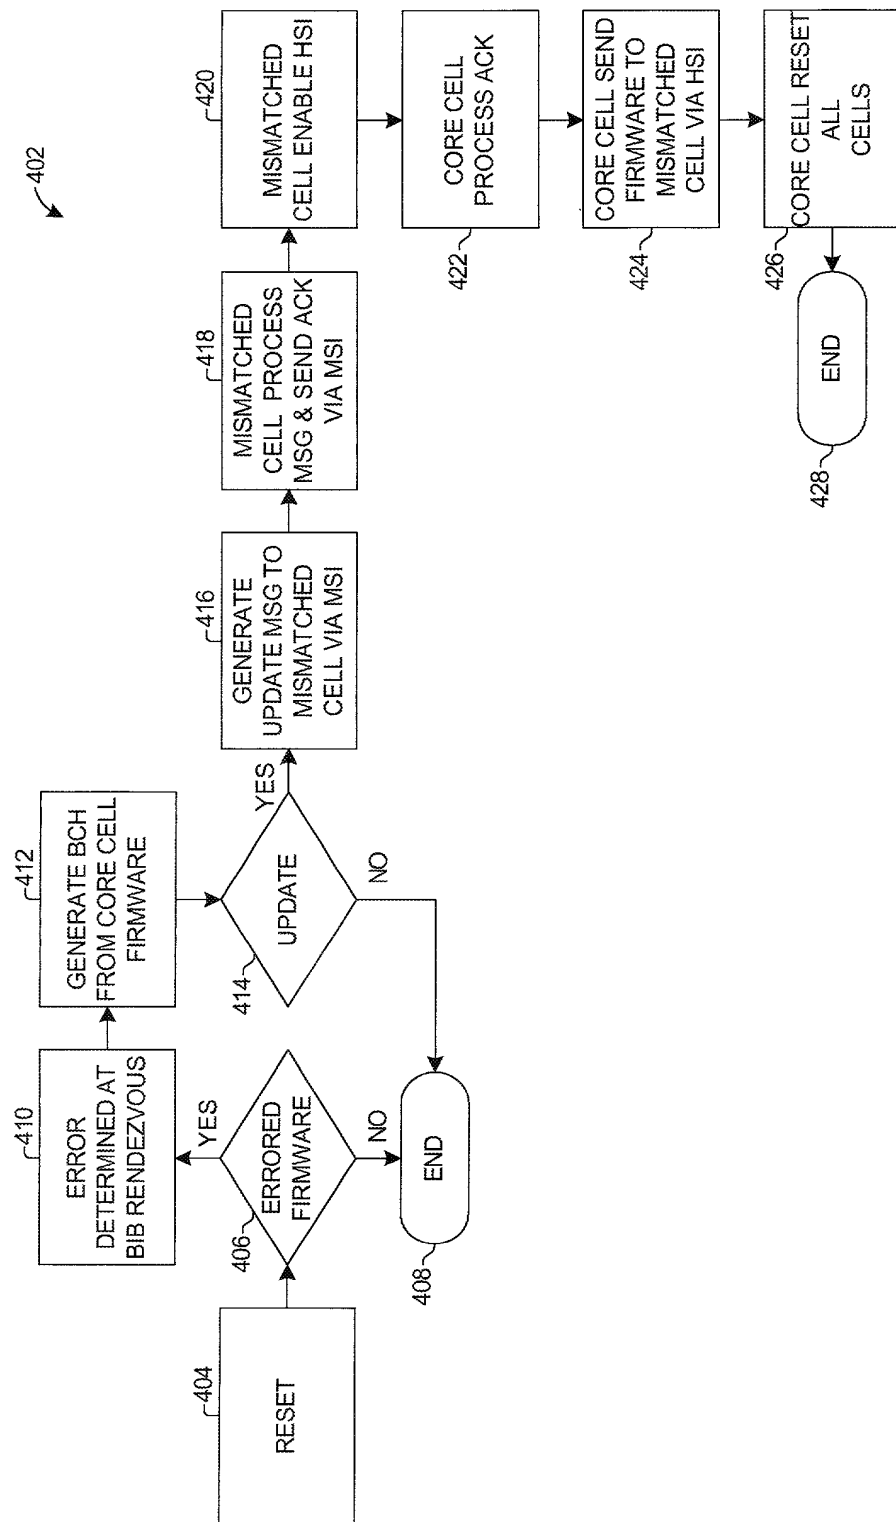 402
404
RESET
406
ERRORED
FIRMWARE
NO
408
END
YES
410
ERROR
DETERMINED AT
BIB RENDEZVOUS
412
GENERATE BCH
FROM CORE CELL
FIRMWARE
414
UPDATE
NO
YES
416
GENERATE
UPDATE MSG TO
MISMATCHED
CELL VIA MSI
418
MISMATCHED
CELL PROCESS
MSG & SEND ACK
VIA MSI
420
MISMATCHED
CELL ENABLE HSI
422
CORE CELL
PROCESS ACK
424
CORE CELL SEND
FIRMWARE TO
MISMATCHED
CELL VIA HSI
426
CORE CELL RESET
ALL
CELLS
428
END